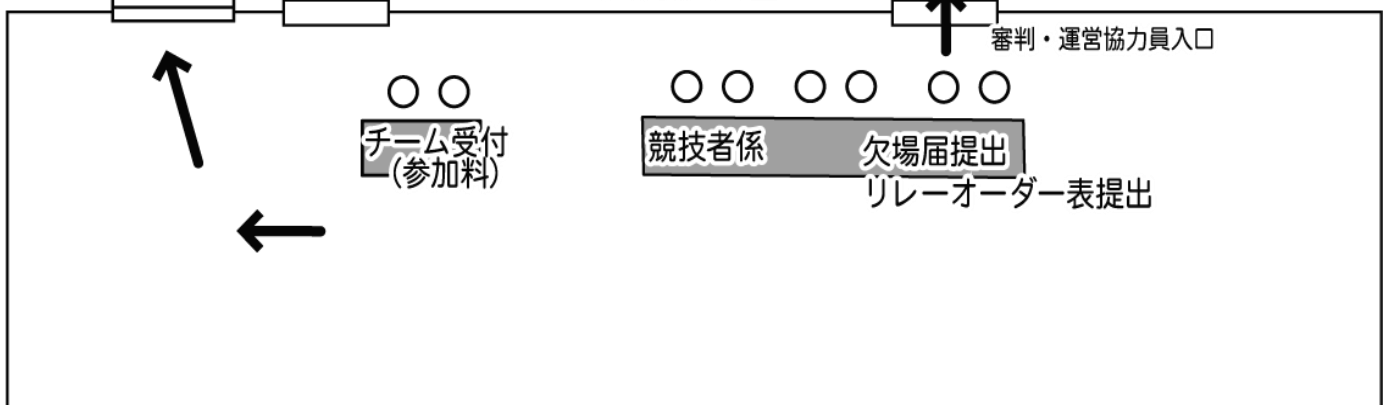 審判・運営協力員入口
チーム受付
（参加料）
競技者係
欠場届提出
リレーオーダー表提出